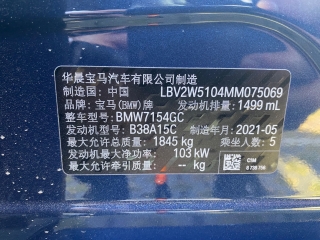 华晨宝马汽车有限公司制造
制造国：中国 LBV2W5104MM075069
品牌：宝马(BMW)牌 发动机排量：1499 mL
整车型号：BMW7154GC
发动机型号：B38A15C 制造年月：2021-05
最大允许总质量：1845 kg 乘坐人数：5
发动机最大净功率：103 kW
最大允许牵引质量：-- kg